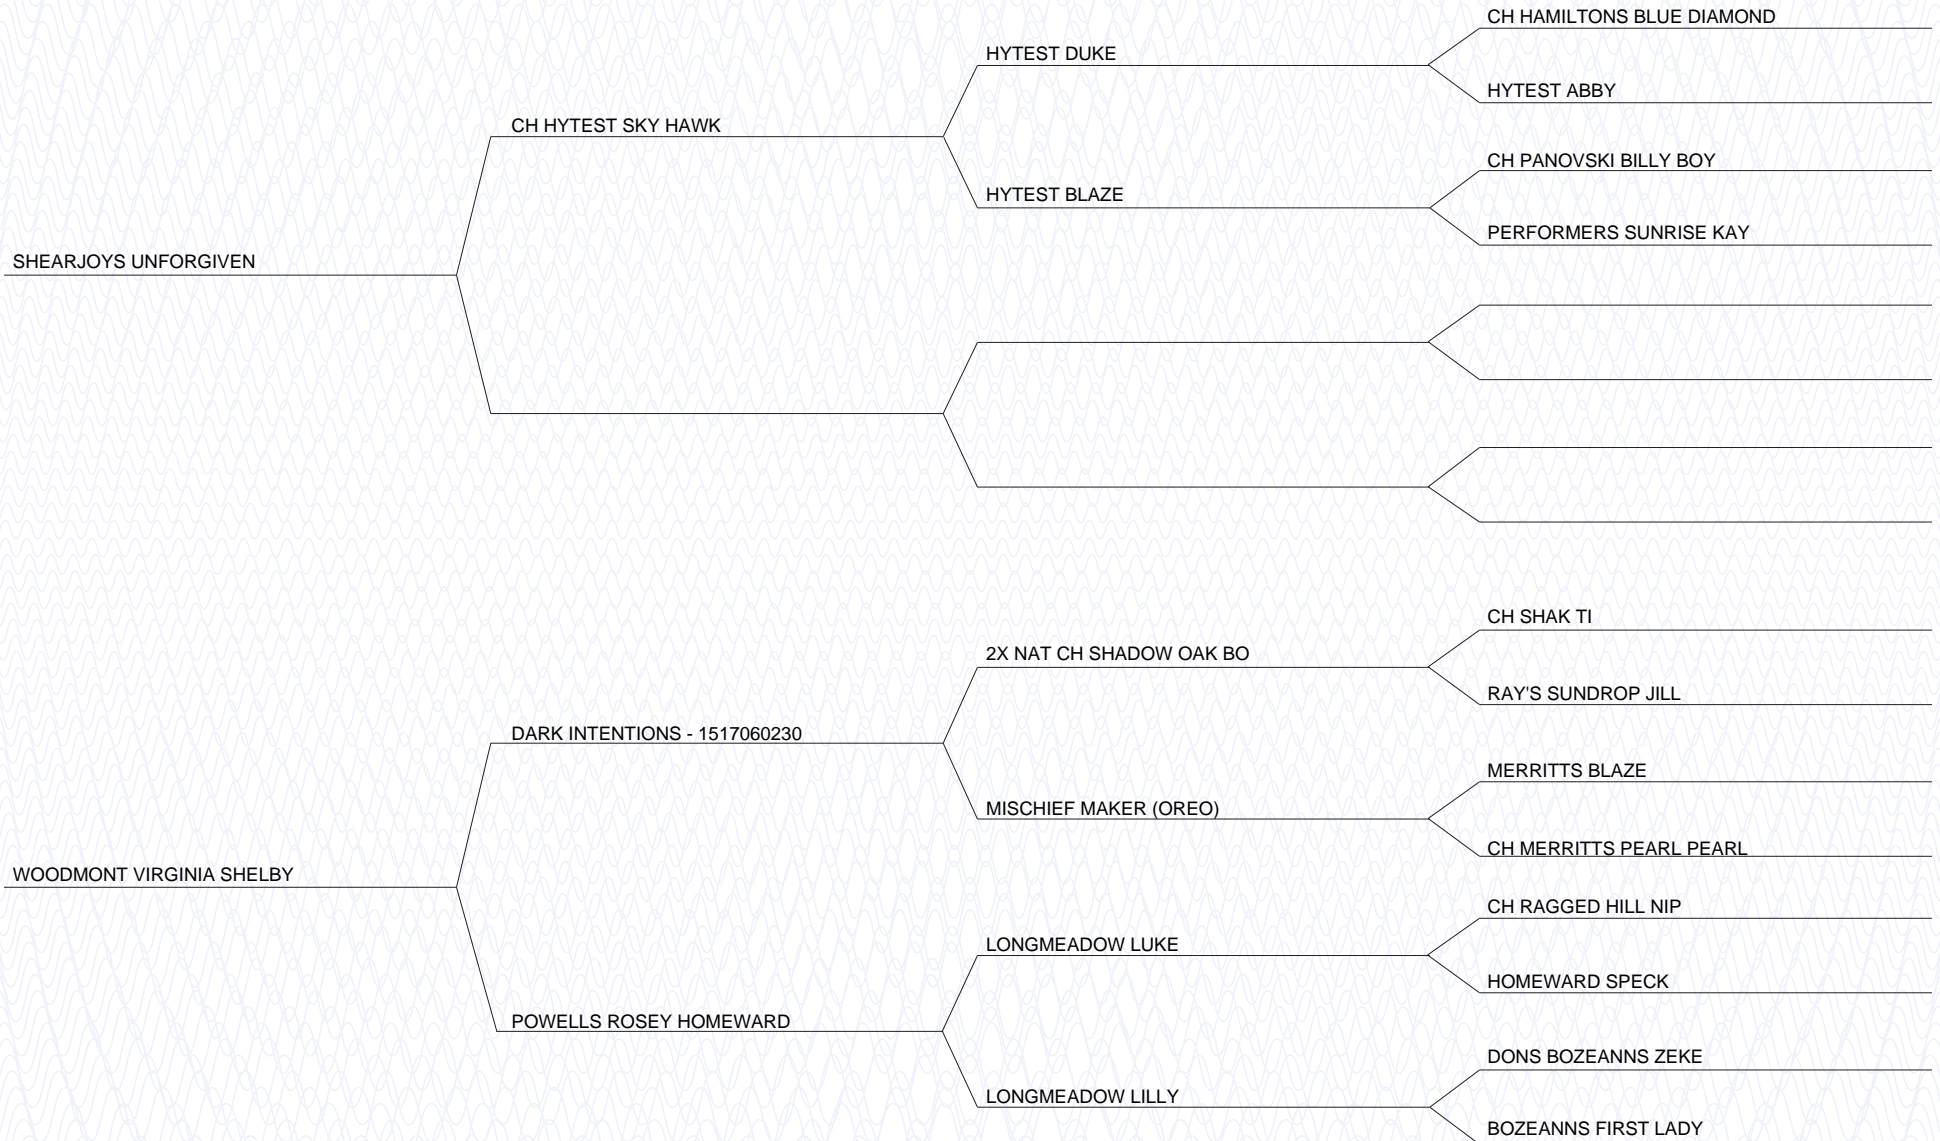 CH HAMILTONS BLUE DIAMOND
HYTEST DUKE
HYTEST ABBY
CH HYTEST SKY HAWK
CH PANOVSKI BILLY BOY
HYTEST BLAZE
PERFORMERS SUNRISE KAY
SHEARJOYS UNFORGIVEN
CH SHAK TI
2X NAT CH SHADOW OAK BO
RAY'S SUNDROP JILL
DARK INTENTIONS - 1517060230
MERRITTS BLAZE
MISCHIEF MAKER (OREO)
CH MERRITTS PEARL PEARL
WOODMONT VIRGINIA SHELBY
CH RAGGED HILL NIP
LONGMEADOW LUKE
HOMEWARD SPECK
POWELLS ROSEY HOMEWARD
DONS BOZEANNS ZEKE
LONGMEADOW LILLY
BOZEANNS FIRST LADY